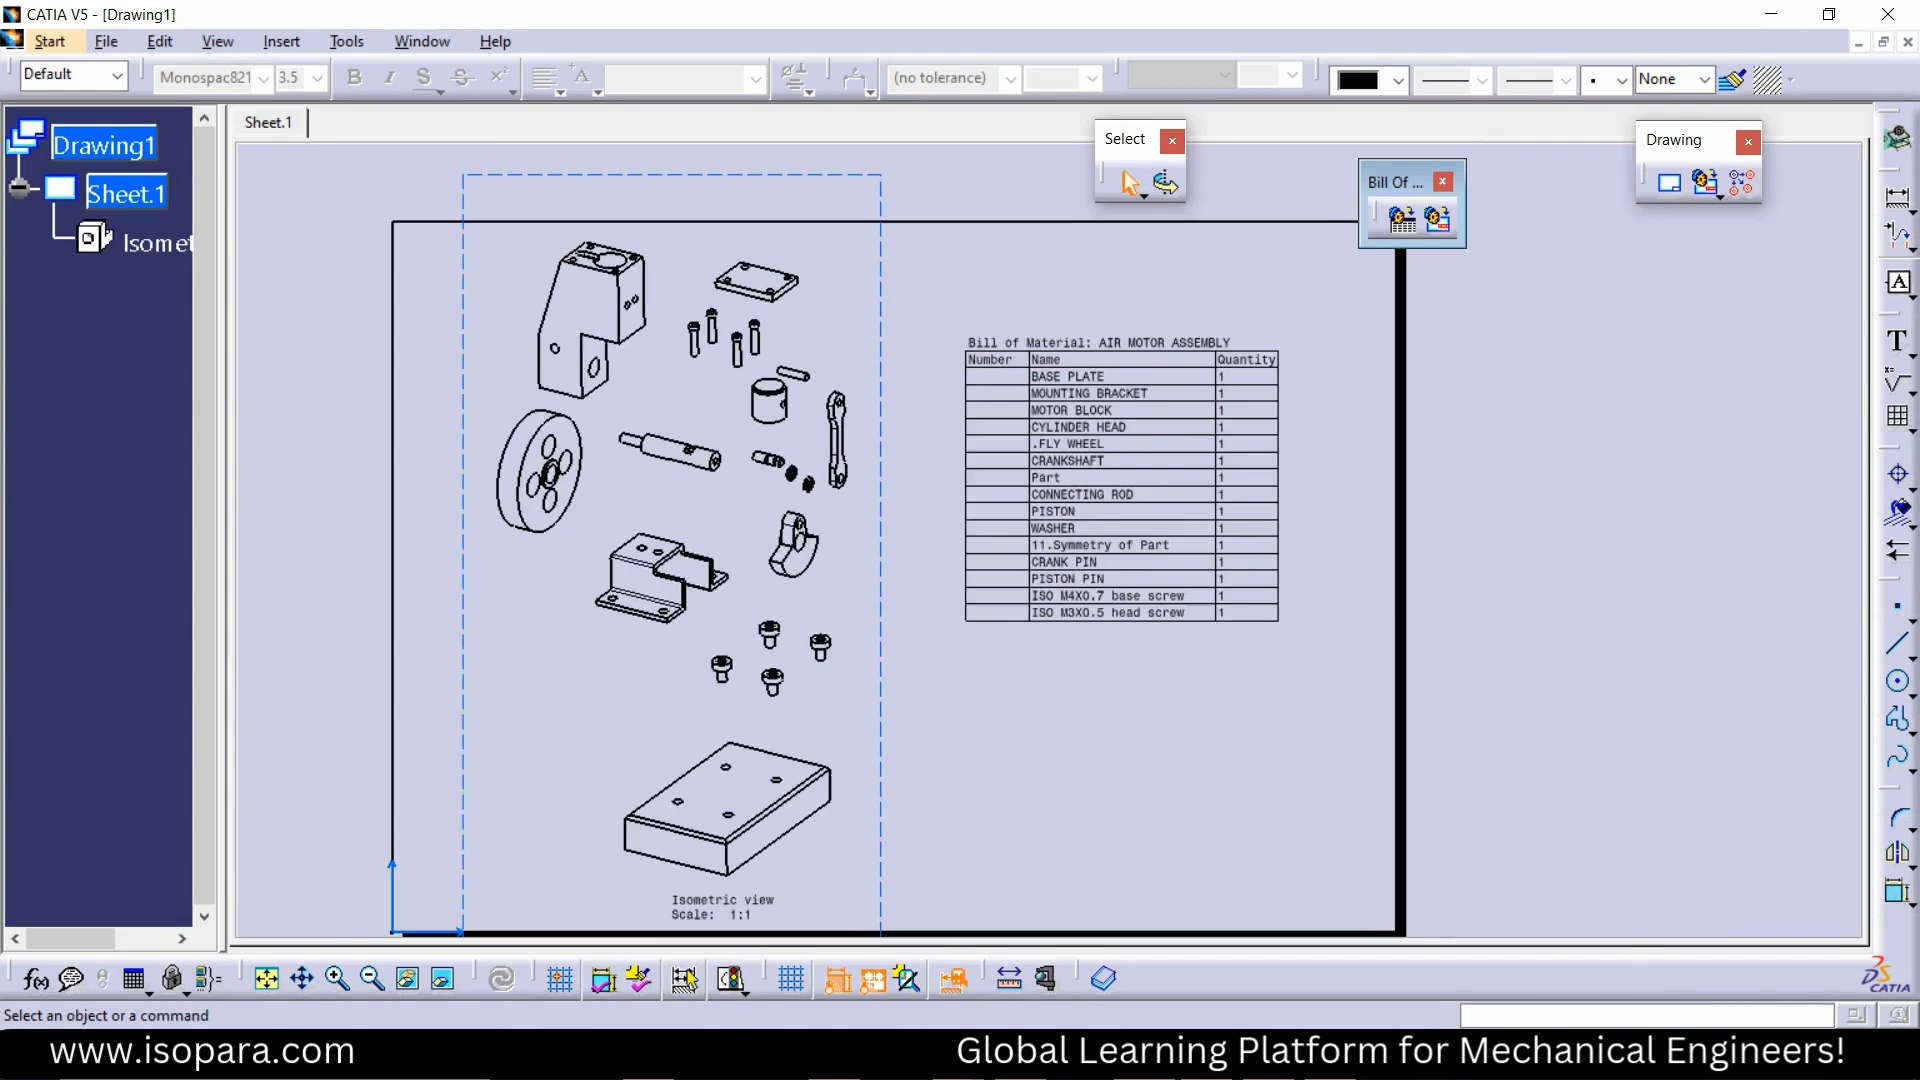 CATIA V5 - [Drawing1]
Start File Edit View Insert Tools Window Help
Default Monospac821 3.5 B I S S (no tolerance) None
Drawing1
Sheet.1
Isomet
Sheet.1
Select
Bill Of ...
Drawing
Bill of Material: AIR MOTOR ASSEMBLY
Number Name Quantity
BASE PLATE 1
MOUNTING BRACKET 1
MOTOR BLOCK 1
CYLINDER HEAD 1
.FLY WHEEL 1
CRANKSHAFT 1
Part 1
CONNECTING ROD 1
PISTON 1
WASHER 1
11.Symmetry of Part 1
CRANK PIN 1
PISTON PIN 1
ISO M4X0.7 base screw 1
ISO M3X0.5 head screw 1
Isometric view
Scale: 1:1
f(x)
DS CATIA
Select an object or a command
www.isopara.com
Global Learning Platform for Mechanical Engineers!